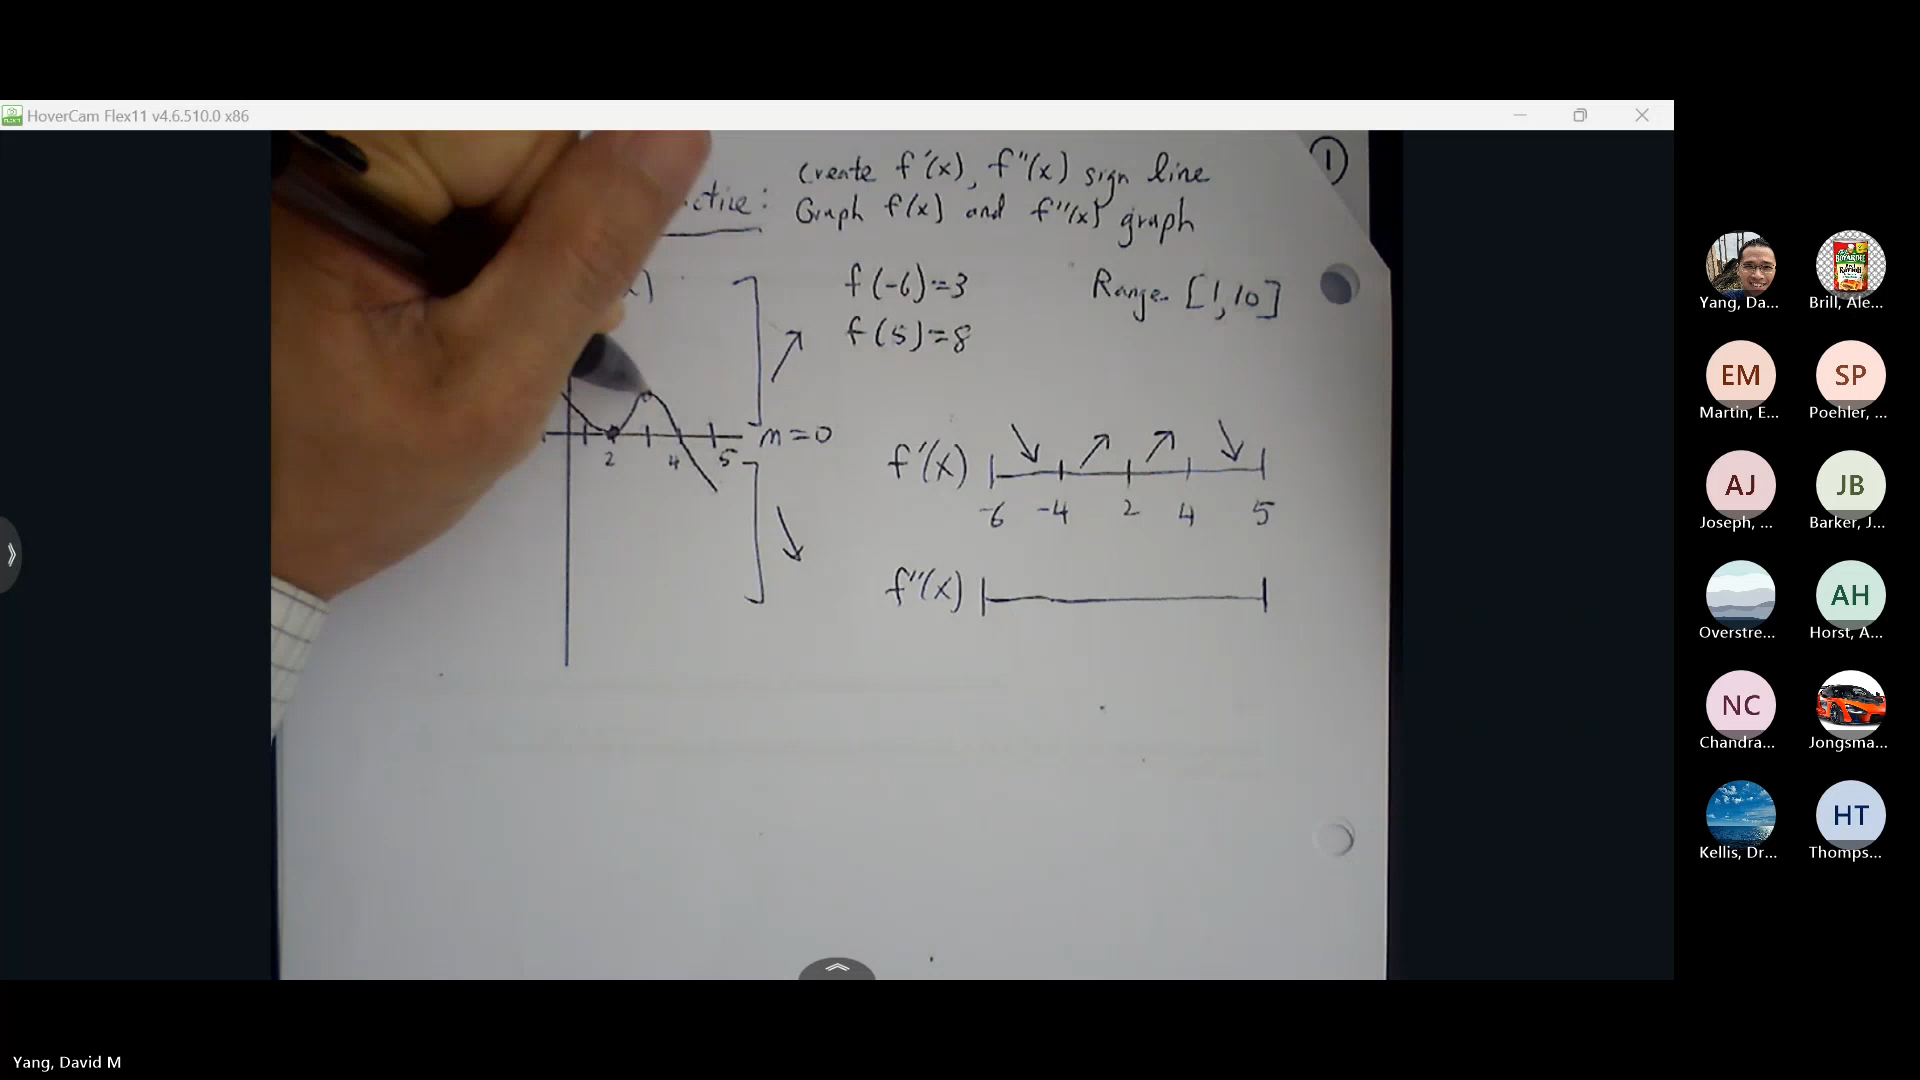 HoverCam Flex11 v4.6.510.0 x86
Create f'(x), f"(x) sign line
Graph f(x) and f"(x) graph
1
f(-6)=3
f(5)=8
Range [1,10]
m=0
2 4 5
f'(x)
-6 -4 2 4 5
f"(x)
Yang, Da...
Brill, Ale...
EM
Martin, E...
SP
Poehler, ...
AJ
Joseph, ...
JB
Barker, J...
Overstre...
AH
Horst, A...
NC
Chandra...
Jongsma...
Kellis, Dr...
HT
Thomps...
Yang, David M